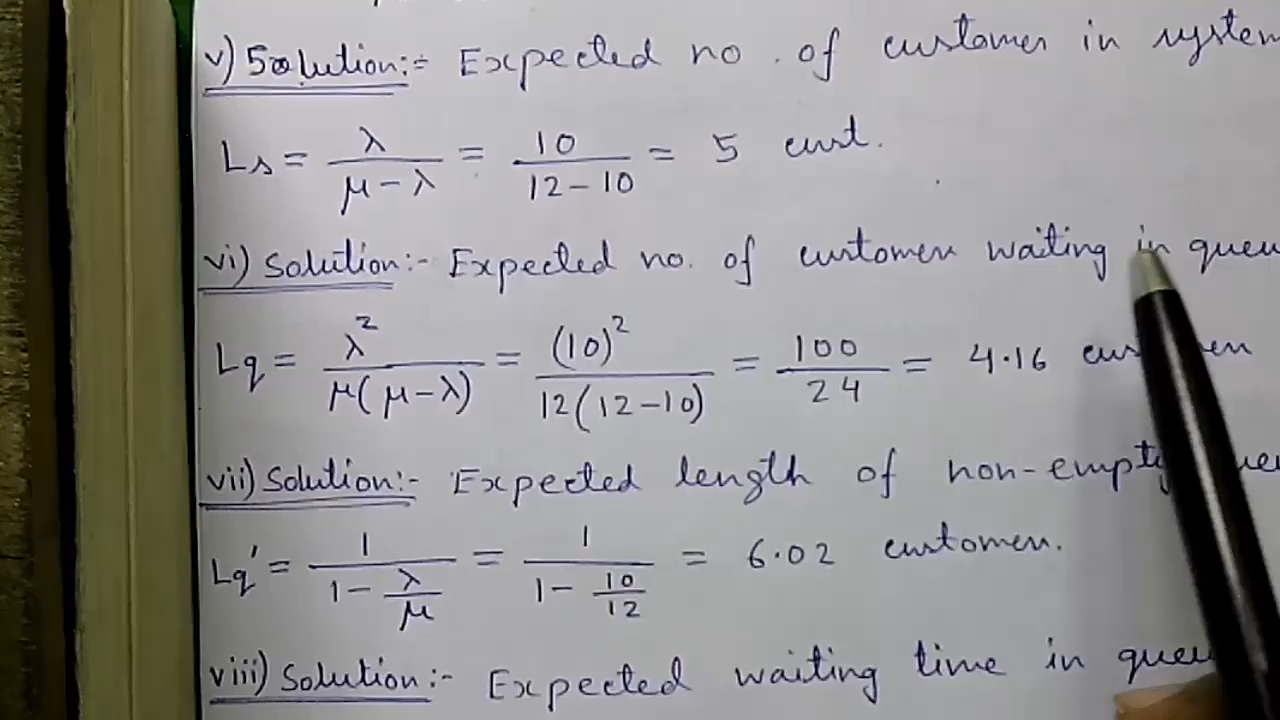 v) Solution:- Expected no. of customer in system
Ls = λ / (μ - λ) = 10 / (12 - 10) = 5 cust.
vi) Solution:- Expected no. of customer waiting in queu
Lq = λ² / (μ(μ - λ)) = (10)² / (12(12 - 10)) = 100 / 24 = 4.16
vii) Solution:- Expected length of non-empty
Lq' = 1 / (1 - λ/μ) = 1 / (1 - 10/12) = 6.02 customer.
viii) Solution:- Expected waiting time in queu